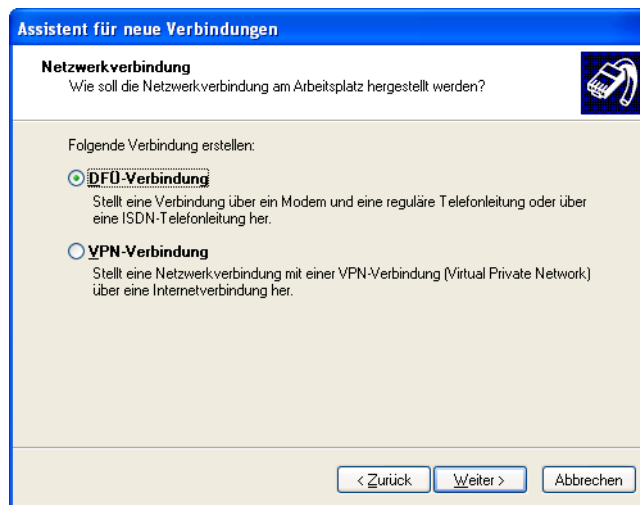 Assistent für neue Verbindungen
Netzwerkverbindung
Wie soll die Netzwerkverbindung am Arbeitsplatz hergestellt werden?
Folgende Verbindung erstellen:
DFÜ-Verbindung
Stellt eine Verbindung über ein Modem und eine reguläre Telefonleitung oder über
eine ISDN-Telefonleitung her.
VPN-Verbindung
Stellt eine Netzwerkverbindung mit einer VPN-Verbindung (Virtual Private Network)
über eine Internetverbindung her.
< Zurück Weiter > Abbrechen